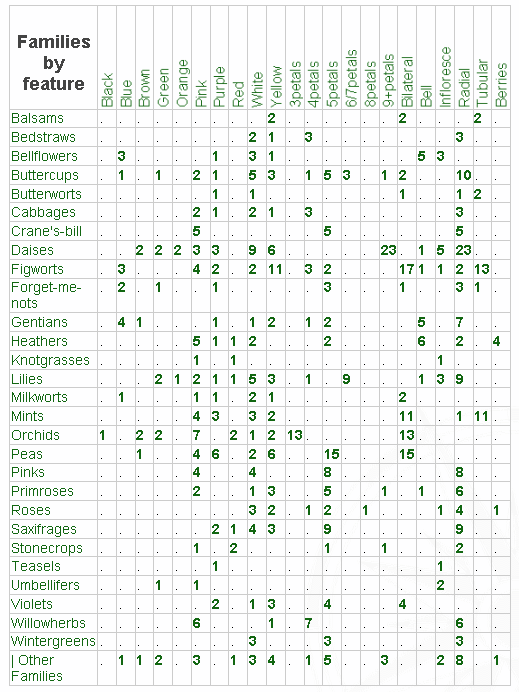 Families by feature Black Blue Brown Green Orange Pink Purple Red White Yellow 3petals 4petals 5petals 6/7petals 8petals 9+petals Bilateral Bell Infloresce Radial Tubular Berries
Balsams . . . . . . . . . 2 . . . . . . 2 . . . 2 .
Bedstraws . . . . . . . . 2 1 . 3 . . . . . . . 3 . .
Bellflowers . 3 . . . . 1 . 3 1 . . . . . . . 5 3 . . .
Buttercups . 1 . 1 . 2 1 . 5 3 . 1 5 3 . 1 2 . . 10 . .
Butterworts . . . . . . 1 . 1 . . . . . . . 1 . . 1 2 .
Cabbages . . . . . 2 1 . 2 1 . 3 . . . . . . . 3 . .
Crane's-bill . . . . . 5 . . . . . . 5 . . . . . . 5 . .
Daises . . 2 2 2 3 3 . 9 6 . . . . . 23 . 1 5 23 . .
Figworts . 3 . . . 4 2 . 2 11 . 3 2 . . . 17 1 1 2 13 .
Forget-me-nots . 2 . 1 . . 1 . . . . . 3 . . . 1 . . 3 1 .
Gentians . 4 1 . . . 1 . 1 2 . 1 2 . . . . 5 . 7 . .
Heathers . . . . . 5 1 1 2 . . . 2 . . . . 6 . 2 . 4
Knotgrasses . . . . . 1 . 1 . . . . . . . . . . 1 . . .
Lilies . . . 2 1 2 1 1 5 3 . 1 . 9 . . . 1 3 9 . .
Milkworts . 1 . . . 1 1 . 2 1 . . . . . . 2 . . . . .
Mints . . . . . 4 3 . 3 2 . . . . . . 11 . . 1 11 .
Orchids 1 . 2 2 . 7 . 2 1 2 13 . . . . . 13 . . . . .
Peas . . 1 . . 4 6 . 2 6 . . 15 . . . 15 . . . . .
Pinks . . . . . 4 . . 4 . . . 8 . . . . . . 8 . .
Primroses . . . . . 2 . . 1 3 . . 5 . . 1 . 1 . 6 . .
Roses . . . . . . . . 3 2 . 1 2 . 1 . . . 1 4 . 1
Saxifrages . . . . . . 2 1 4 3 . . 9 . . . . . . 9 . .
Stonecrops . . . . . 1 . 2 . . . . 1 . . 1 . . . 2 . .
Teasels . . . . . . 1 . . . . . . . . . . . 1 . . .
Umbellifers . . . 1 . 1 . . . . . . . . . . . . 2 . . .
Violets . . . . . . 2 . 1 3 . . 4 . . . 4 . . . . .
Willowherbs . . . . . 6 . . . 1 . 7 . . . . . . . 6 . .
Wintergreens . . . . . . . . 3 . . . 3 . . . . . . 3 . .
| Other Families . 1 1 2 . 3 . 1 3 4 . 1 5 . . 3 . . 2 8 . 1